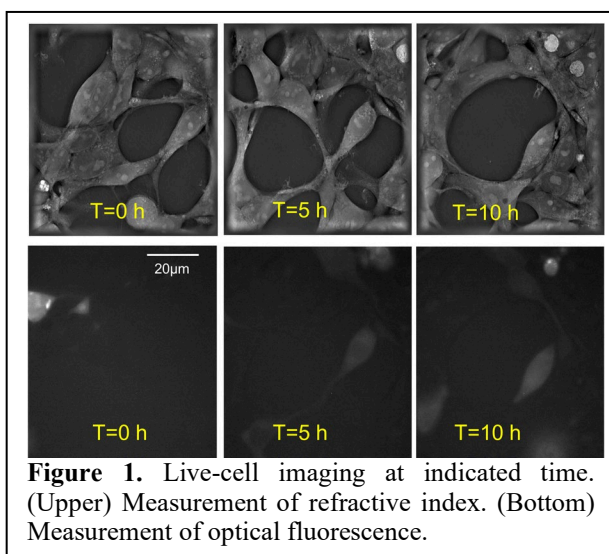 T=0 h
T=5 h
T=10 h
20μm
T=0 h
T=5 h
T=10 h
Figure 1. Live-cell imaging at indicated time.
(Upper) Measurement of refractive index. (Bottom)
Measurement of optical fluorescence.